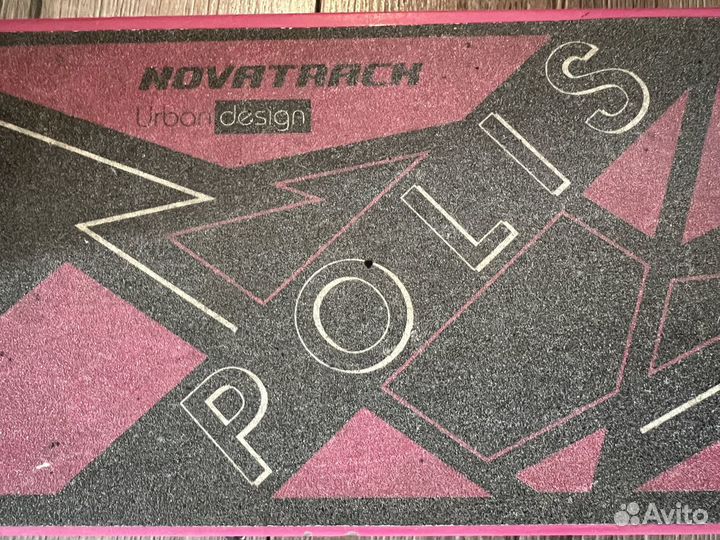 NOVATRACK
Urban design
POLIS
Avito